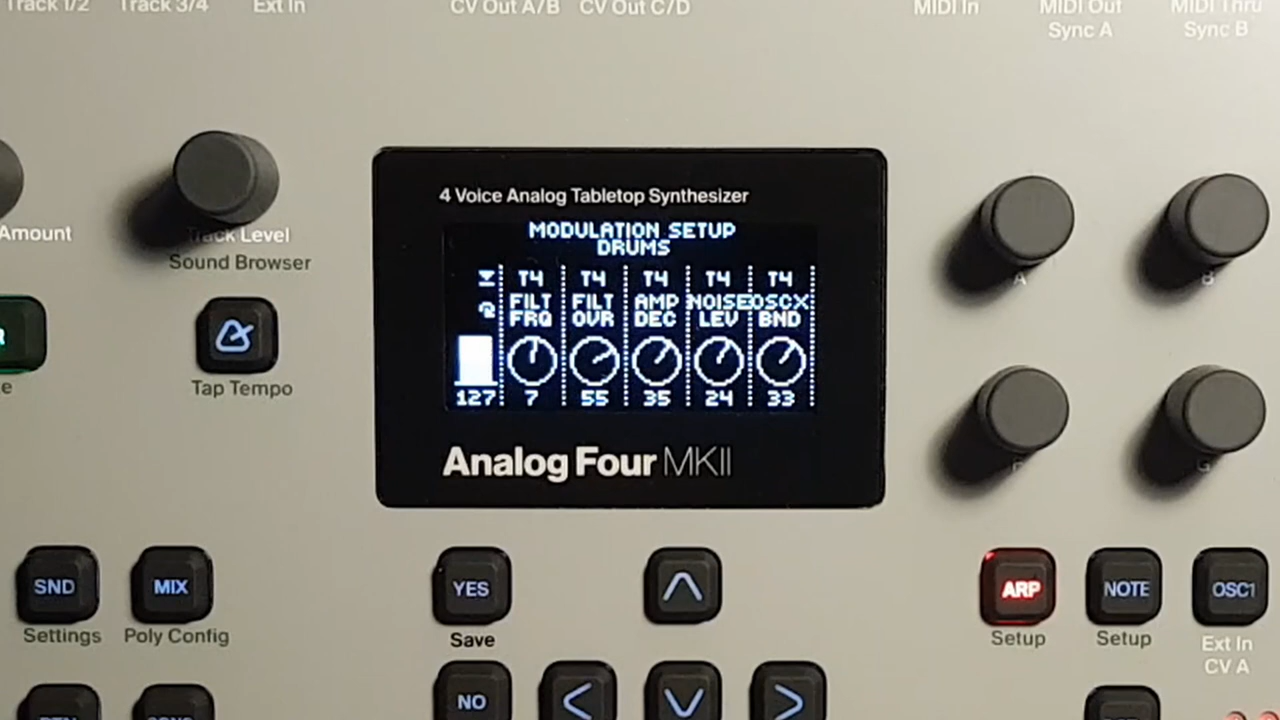 Track 1/2 Track 3/4 Ext In CV Out A/B CV Out C/D MIDI In MIDI Out MIDI Thru
Sync A Sync B
4 Voice Analog Tabletop Synthesizer
Amount
Track Level
Sound Browser
MODULATION SETUP
DRUMS
T4 T4 T4 T4 T4
FILT FILT AMP NOISE OSCX
FRQ OVR DEC LEV BND
127 7 55 35 24 33
Tap Tempo
A B
Analog Four MKII
G
SND MIX YES ARP NOTE OSC1
Settings Poly Config Save Setup Setup Ext In
CV A
NO